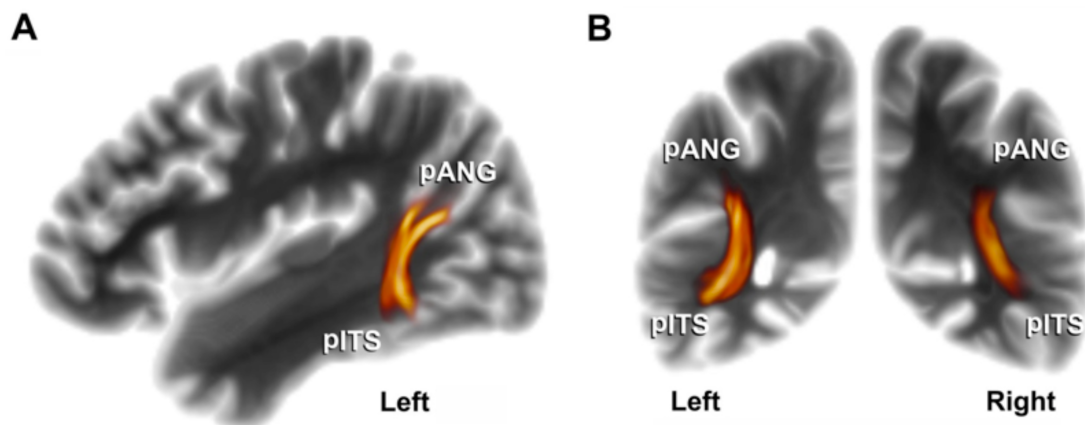 A
pANG
pITS
Left
B
pANG
pANG
pITS
pITS
Left
Right